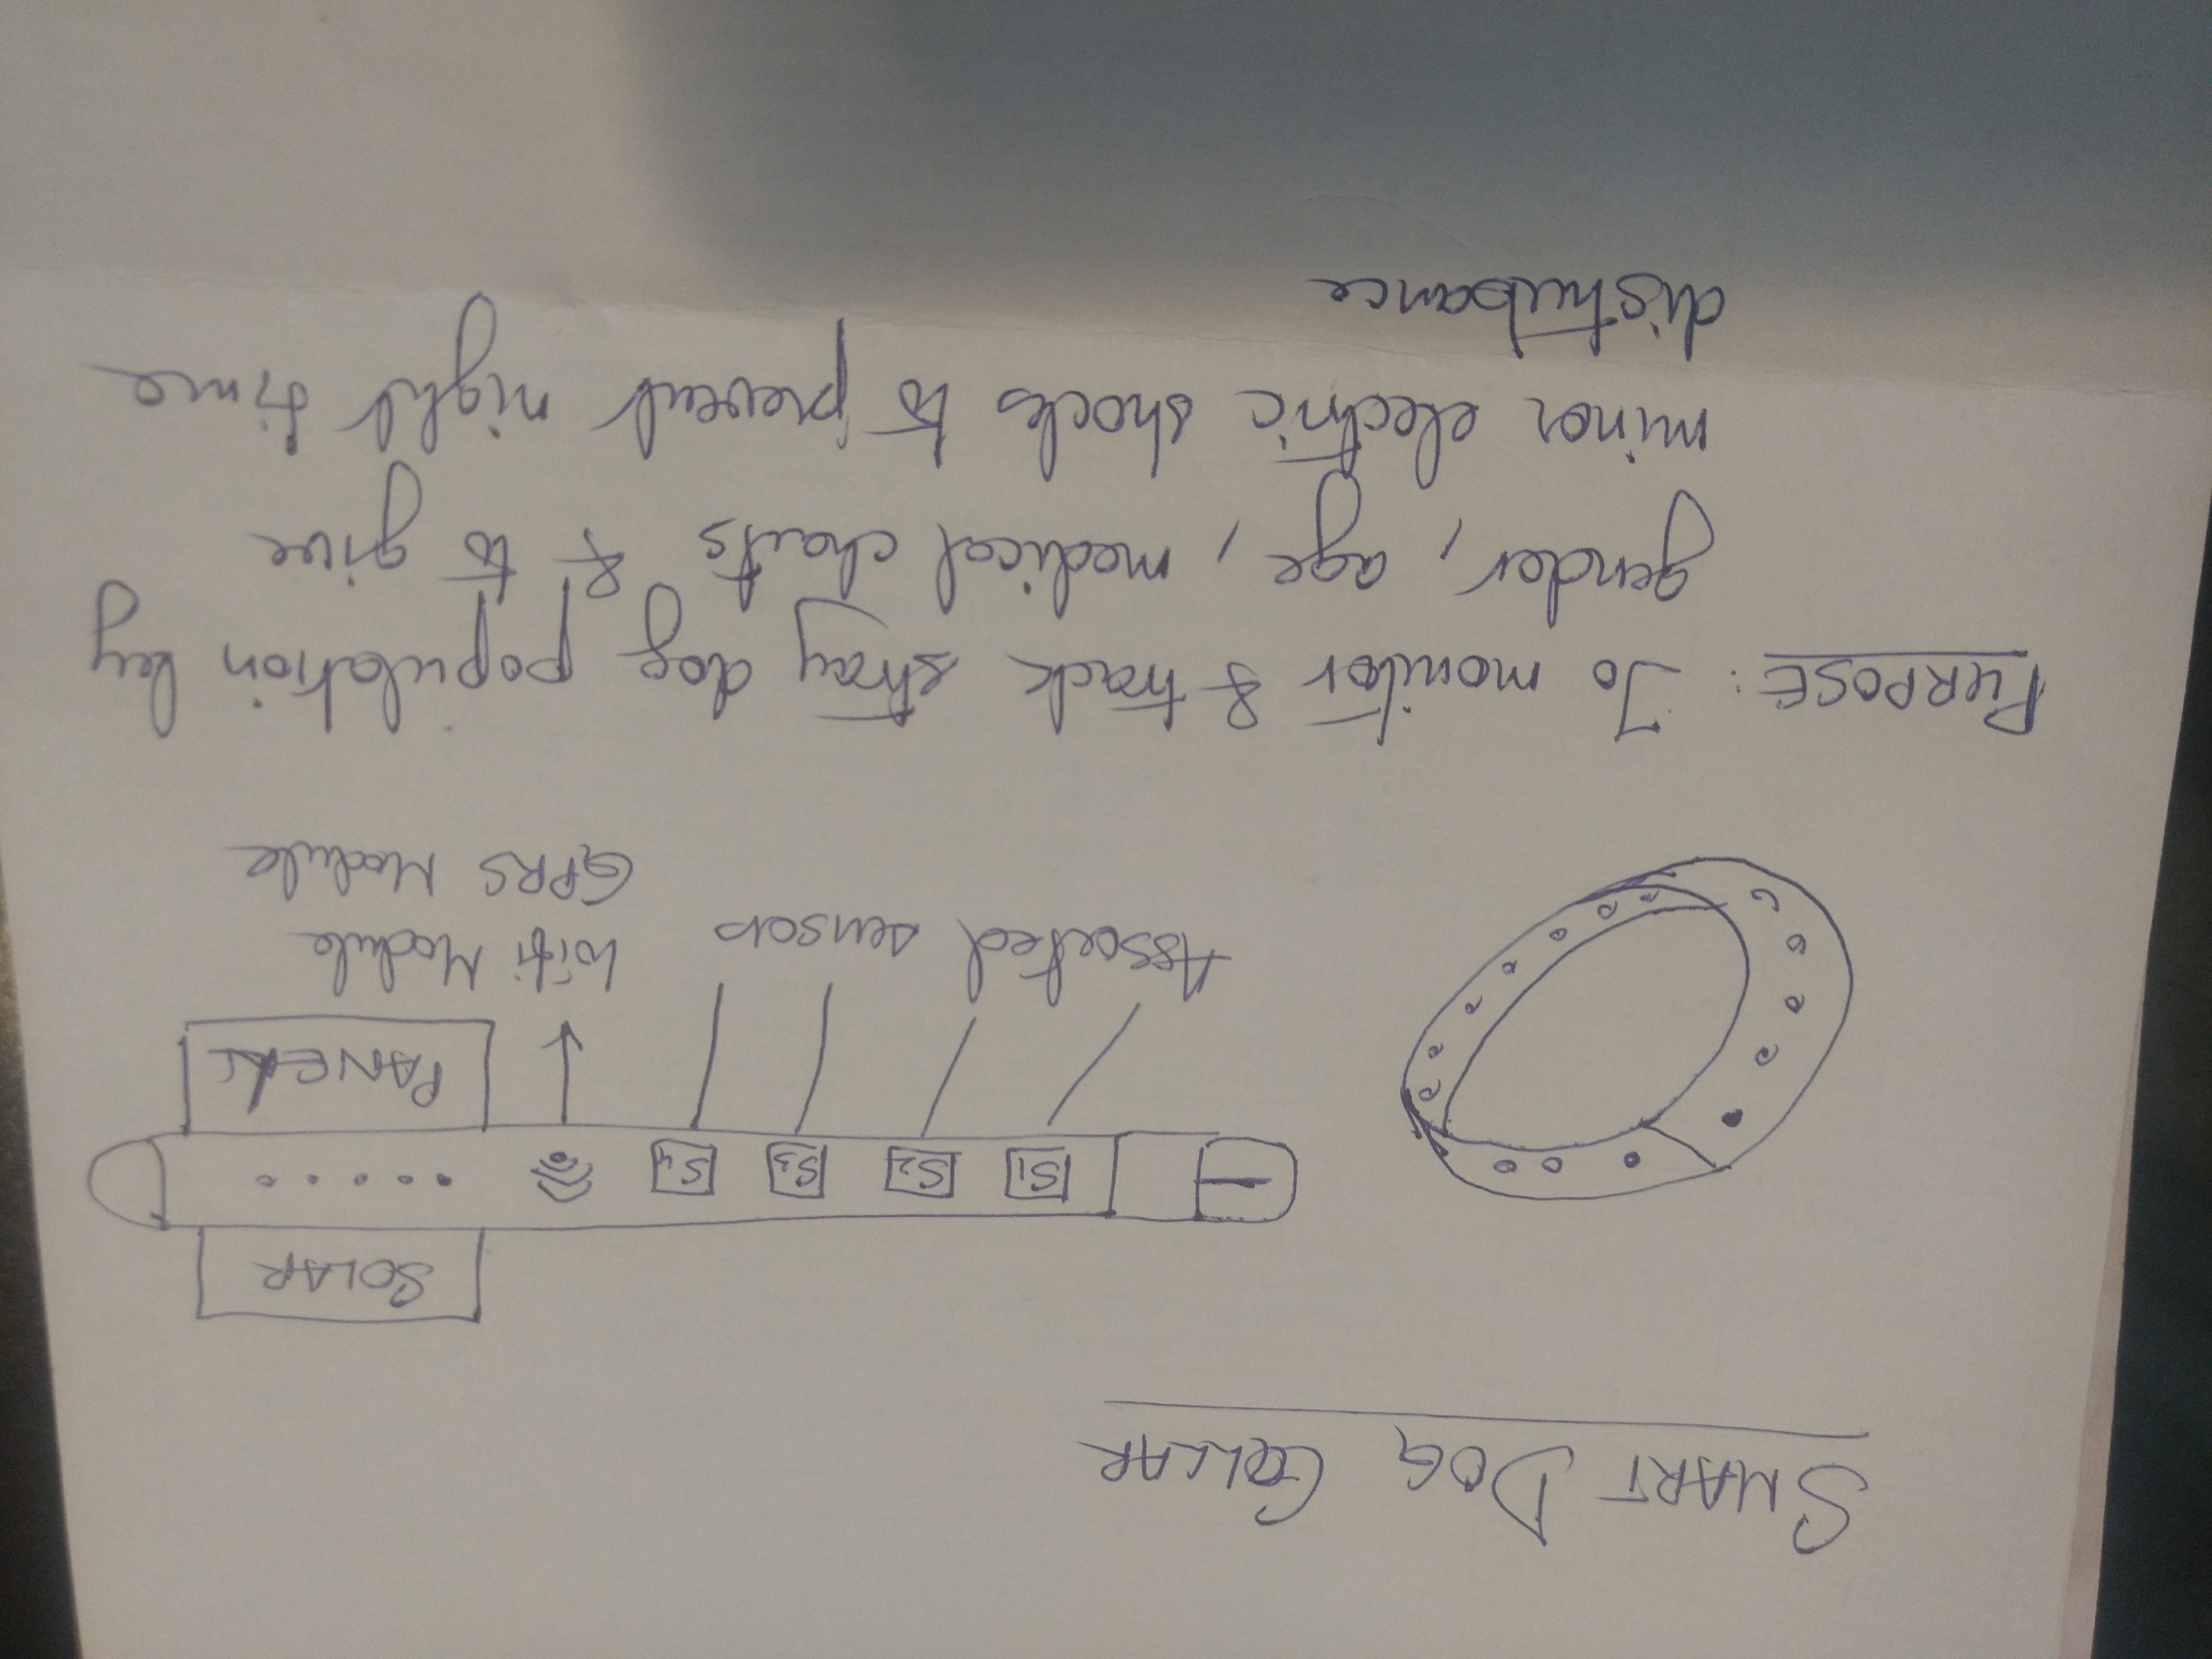 SMART DOG COLLAR
SOLAR
S1 S2 S3 S4
PANEL
Assorted sensors
Wifi Module
GPRS Module
PURPOSE: To monitor & track stray dog population by
gender, age, medical charts & to give
minor electric shocks to prevent night time
disturbance